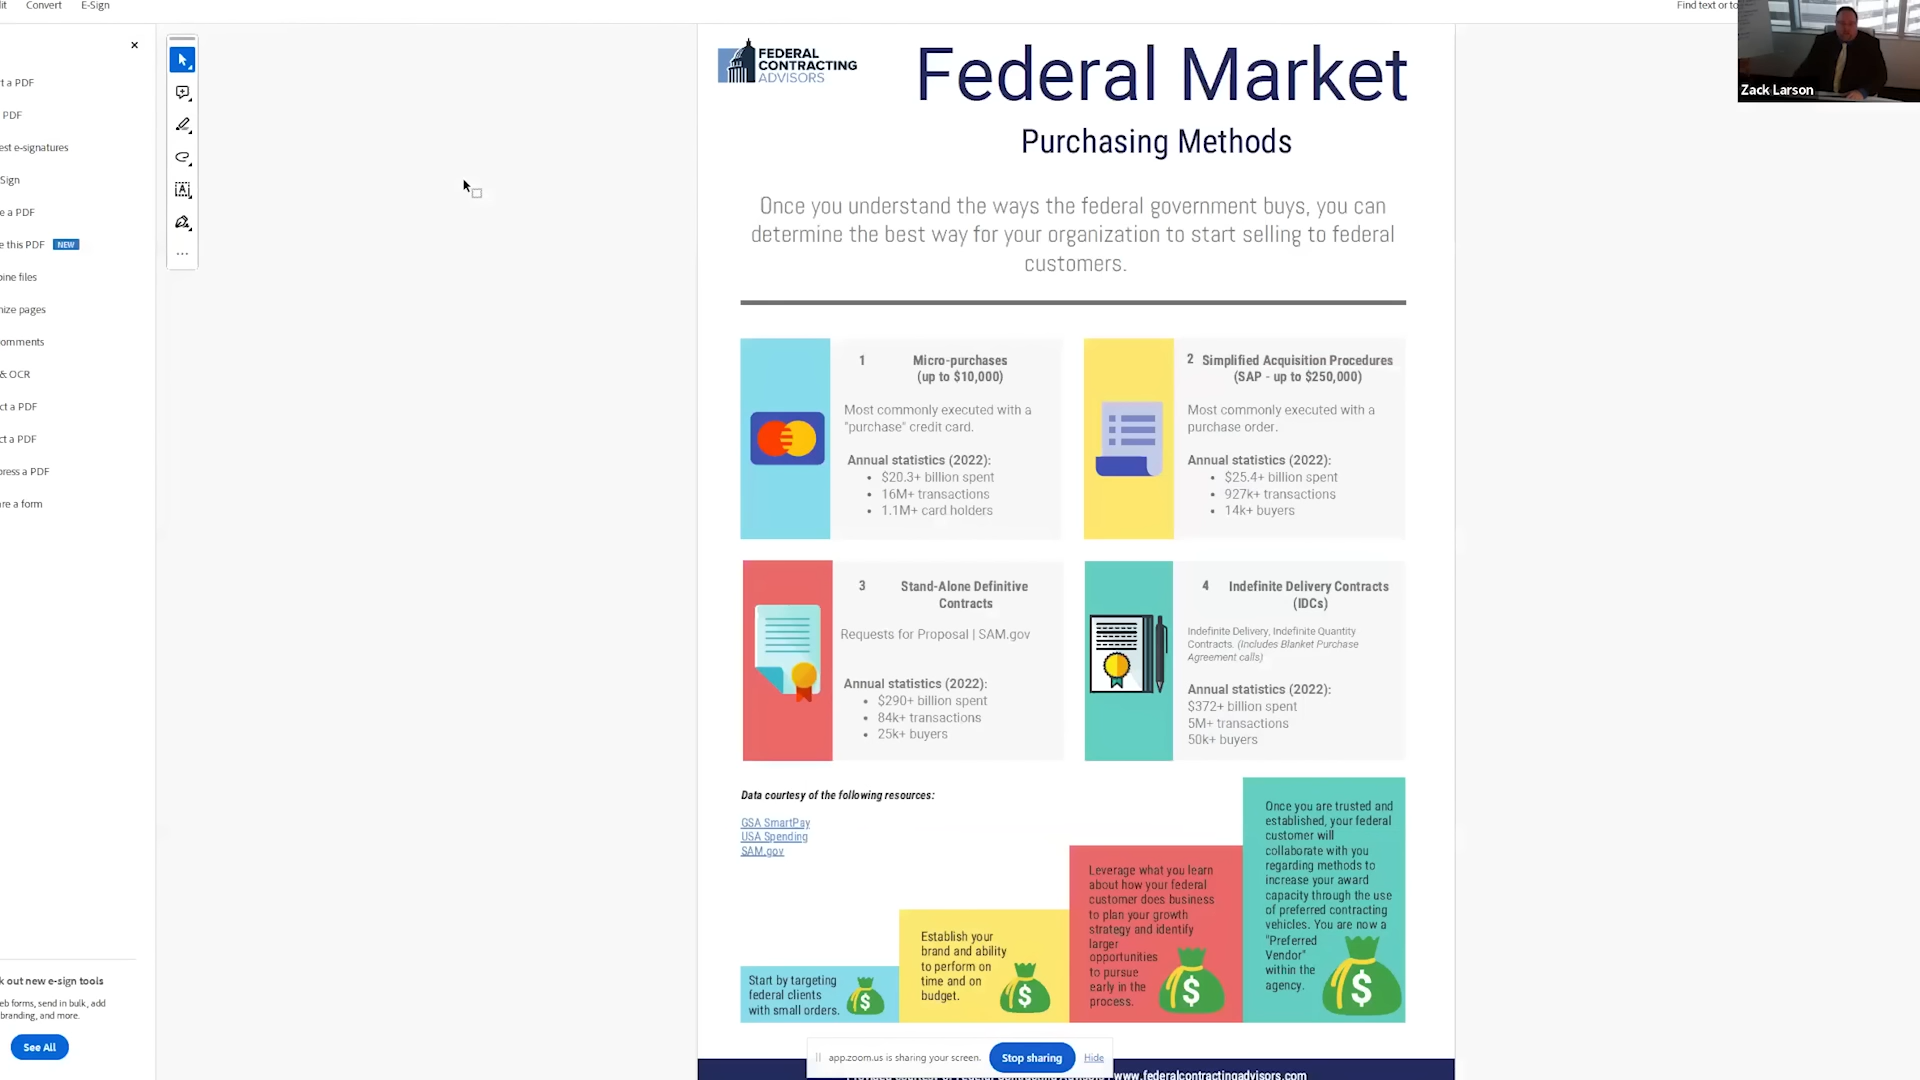 Convert
E-Sign
Find text or to
Zack Larson
t a PDF
PDF
est e-signatures
Sign
e a PDF
e this PDF NEW
ine files
nize pages
omments
& OCR
ct a PDF
ct a PDF
press a PDF
re a form
k out new e-sign tools
eb forms, send in bulk, add
branding, and more.
See All
FEDERAL
CONTRACTING
ADVISORS
Federal Market
Purchasing Methods
Once you understand the ways the federal government buys, you can
determine the best way for your organization to start selling to federal
customers.
1 Micro-purchases
(up to $10,000)
Most commonly executed with a
"purchase" credit card.
Annual statistics (2022):
• $20.3+ billion spent
• 16M+ transactions
• 1.1M+ card holders
2 Simplified Acquisition Procedures
(SAP - up to $250,000)
Most commonly executed with a
purchase order.
Annual statistics (2022):
• $25.4+ billion spent
• 927k+ transactions
• 14k+ buyers
3 Stand-Alone Definitive
Contracts
Requests for Proposal | SAM.gov
Annual statistics (2022):
• $290+ billion spent
• 84k+ transactions
• 25k+ buyers
4 Indefinite Delivery Contracts
(IDCs)
Indefinite Delivery, Indefinite Quantity
Contracts. (Includes Blanket Purchase
Agreement calls)
Annual statistics (2022):
$372+ billion spent
5M+ transactions
50k+ buyers
Data courtesy of the following resources:
GSA SmartPay
USA Spending
SAM.gov
Start by targeting
federal clients
with small orders.
$
Establish your
brand and ability
to perform on
time and on
budget.
$
Leverage what you learn
about how your federal
customer does business
to plan your growth
strategy and identify
larger
opportunities
to pursue
early in the
process.
$
Once you are trusted and
established, your federal
customer will
collaborate with you
regarding methods to
increase your award
capacity through the use
of preferred contracting
vehicles. You are now a
"Preferred
Vendor"
within the
agency.
$
app.zoom.us is sharing your screen.
Stop sharing
Hide
www.federalcontractingadvisors.com